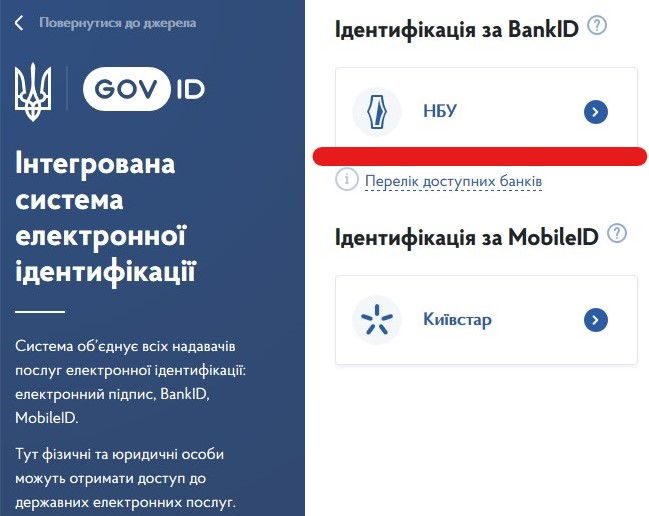 Повернутися до джерела
GOV ID
Інтегрована
система
електронної
ідентифікації
Система об’єднує всіх надавачів
послуг електронної ідентифікації:
електронний підпис, BankID,
MobileID.
Тут фізичні та юридичні особи
можуть отримати доступ до
державних електронних послуг.
Ідентифікація за BankID ?
НБУ
i Перелік доступних банків
Ідентифікація за MobileID ?
Київстар